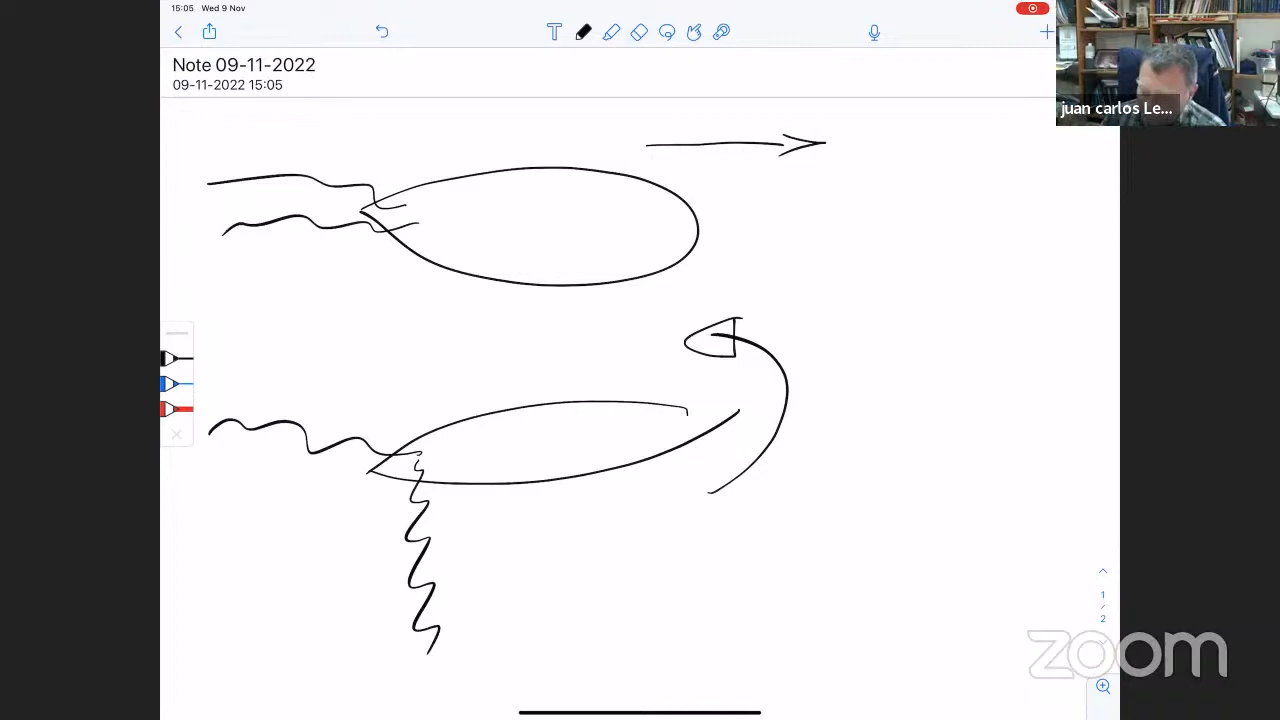 15:05 Wed 9 Nov
Note 09-11-2022
09-11-2022 15:05
juan carlos Le...
1
2
zoom